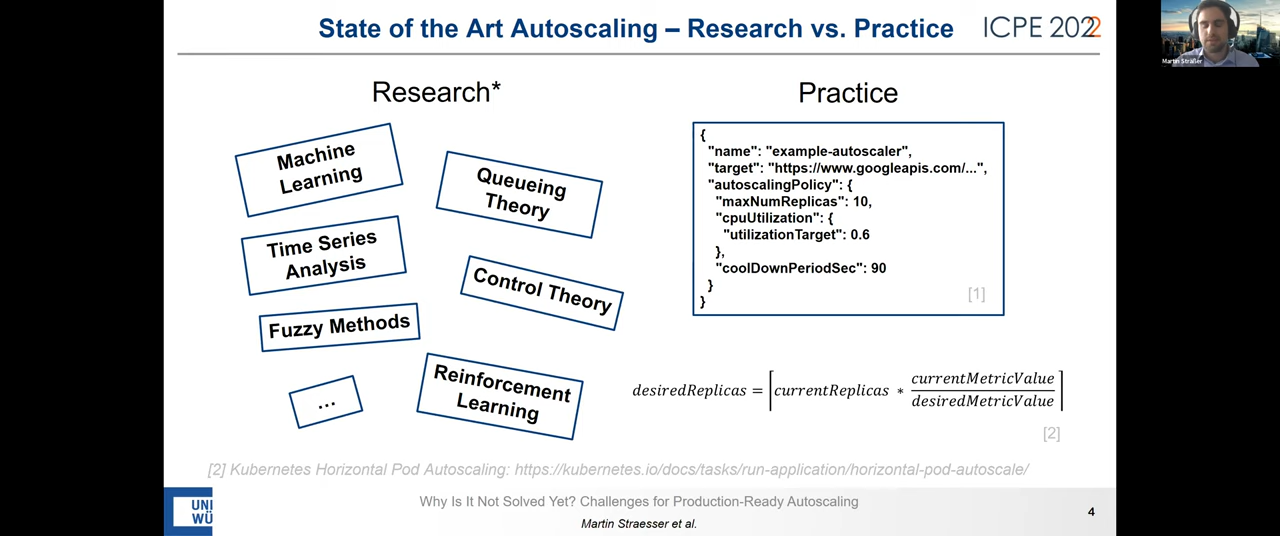 State of the Art Autoscaling – Research vs. Practice
ICPE 2022
Martin Sträßer
Research*
Practice
Machine
Learning
Queueing
Theory
Time Series
Analysis
Control Theory
Fuzzy Methods
Reinforcement
Learning
...
{
"name": "example-autoscaler",
"target": "https://www.googleapis.com/...",
"autoscalingPolicy": {
"maxNumReplicas": 10,
"cpuUtilization": {
"utilizationTarget": 0.6
},
"coolDownPeriodSec": 90
}
}
[1]
desiredReplicas = ⌈currentReplicas * currentMetricValue / desiredMetricValue⌉
[2]
[2] Kubernetes Horizontal Pod Autoscaling: https://kubernetes.io/docs/tasks/run-application/horizontal-pod-autoscale/
UNI
WÜ
Why Is It Not Solved Yet? Challenges for Production-Ready Autoscaling
Martin Straesser et al.
4